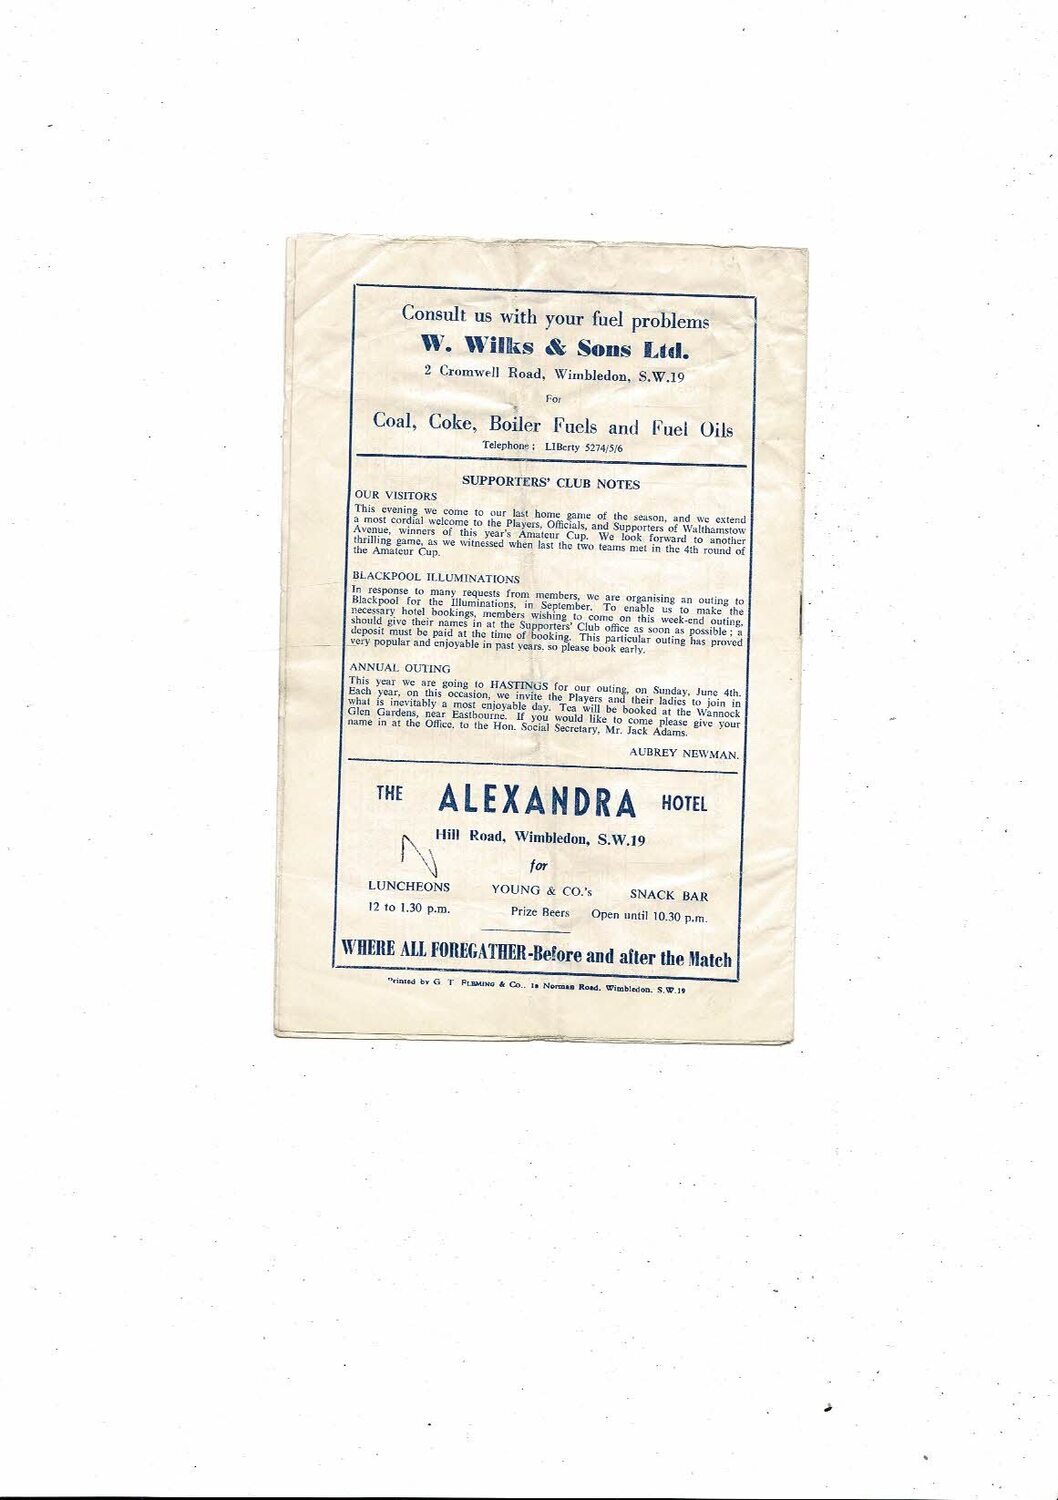 Consult us with your fuel problems
W. Wilks & Sons Ltd.
2 Cromwell Road, Wimbledon, S.W.19
For
Coal, Coke, Boiler Fuels and Fuel Oils
Telephone : LIBerty 5274/5/6
SUPPORTERS' CLUB NOTES
OUR VISITORS
This evening we come to our last home game of the season, and we extend
a most cordial welcome to the Players, Officials, and Supporters of Walthamstow
Avenue, winners of this year's Amateur Cup. We look forward to another
thrilling game, as we witnessed when last the two teams met in the 4th round of
the Amateur Cup.
BLACKPOOL ILLUMINATIONS
In response to many requests from members, we are organising an outing to
Blackpool for the Illuminations, in September. To enable us to make the
necessary hotel bookings, members wishing to come on this week-end outing,
should give their names in at the Supporters' Club office as soon as possible ; a
deposit must be paid at the time of booking. This particular outing has proved
very popular and enjoyable in past years. so please book early.
ANNUAL OUTING
This year we are going to HASTINGS for our outing, on Sunday, June 4th.
Each year, on this occasion, we invite the Players and their ladies to join in
what is inevitably a most enjoyable day. Tea will be booked at the Wannock
Glen Gardens, near Eastbourne. If you would like to come please give your
name in at the Office, to the Hon. Social Secretary, Mr. Jack Adams.
AUBREY NEWMAN.
THE ALEXANDRA HOTEL
Hill Road, Wimbledon, S.W.19
for
LUNCHEONS YOUNG & CO.'s SNACK BAR
12 to 1.30 p.m. Prize Beers Open until 10.30 p.m.
WHERE ALL FOREGATHER-Before and after the Match
Printed by G T FLEMING & Co., 1a Norman Road, Wimbledon, S.W.19